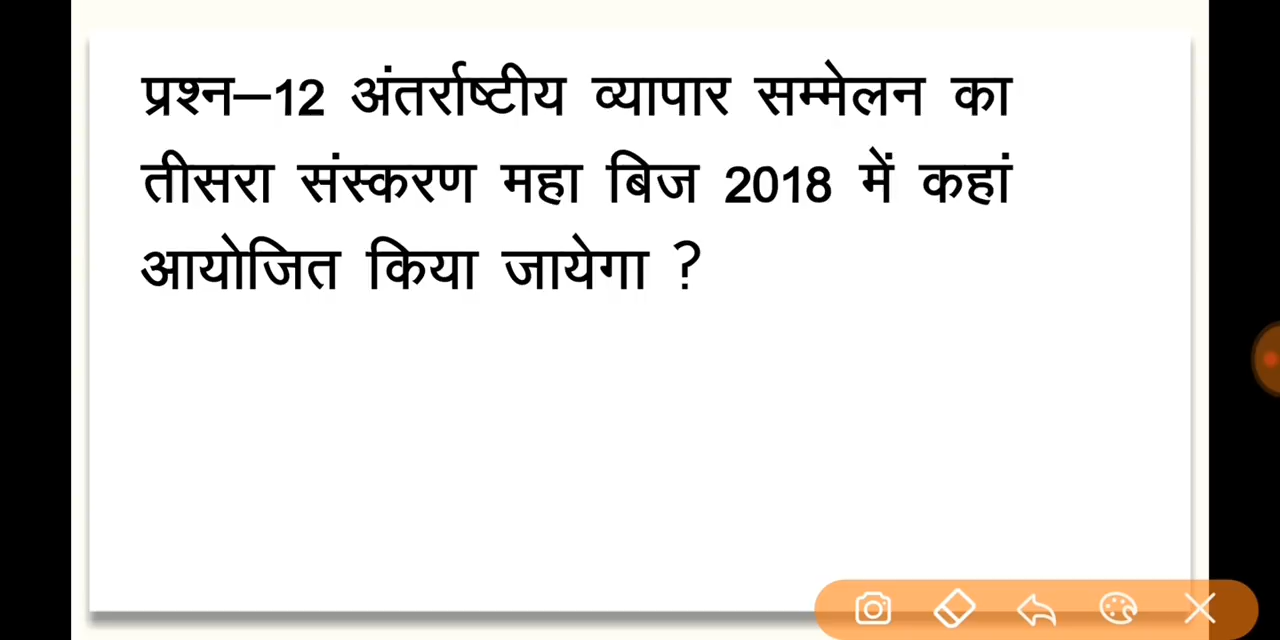 प्रश्न–12 अंतर्राष्टीय व्यापार सम्मेलन का
तीसरा संस्करण महा बिज 2018 में कहां
आयोजित किया जायेगा ?